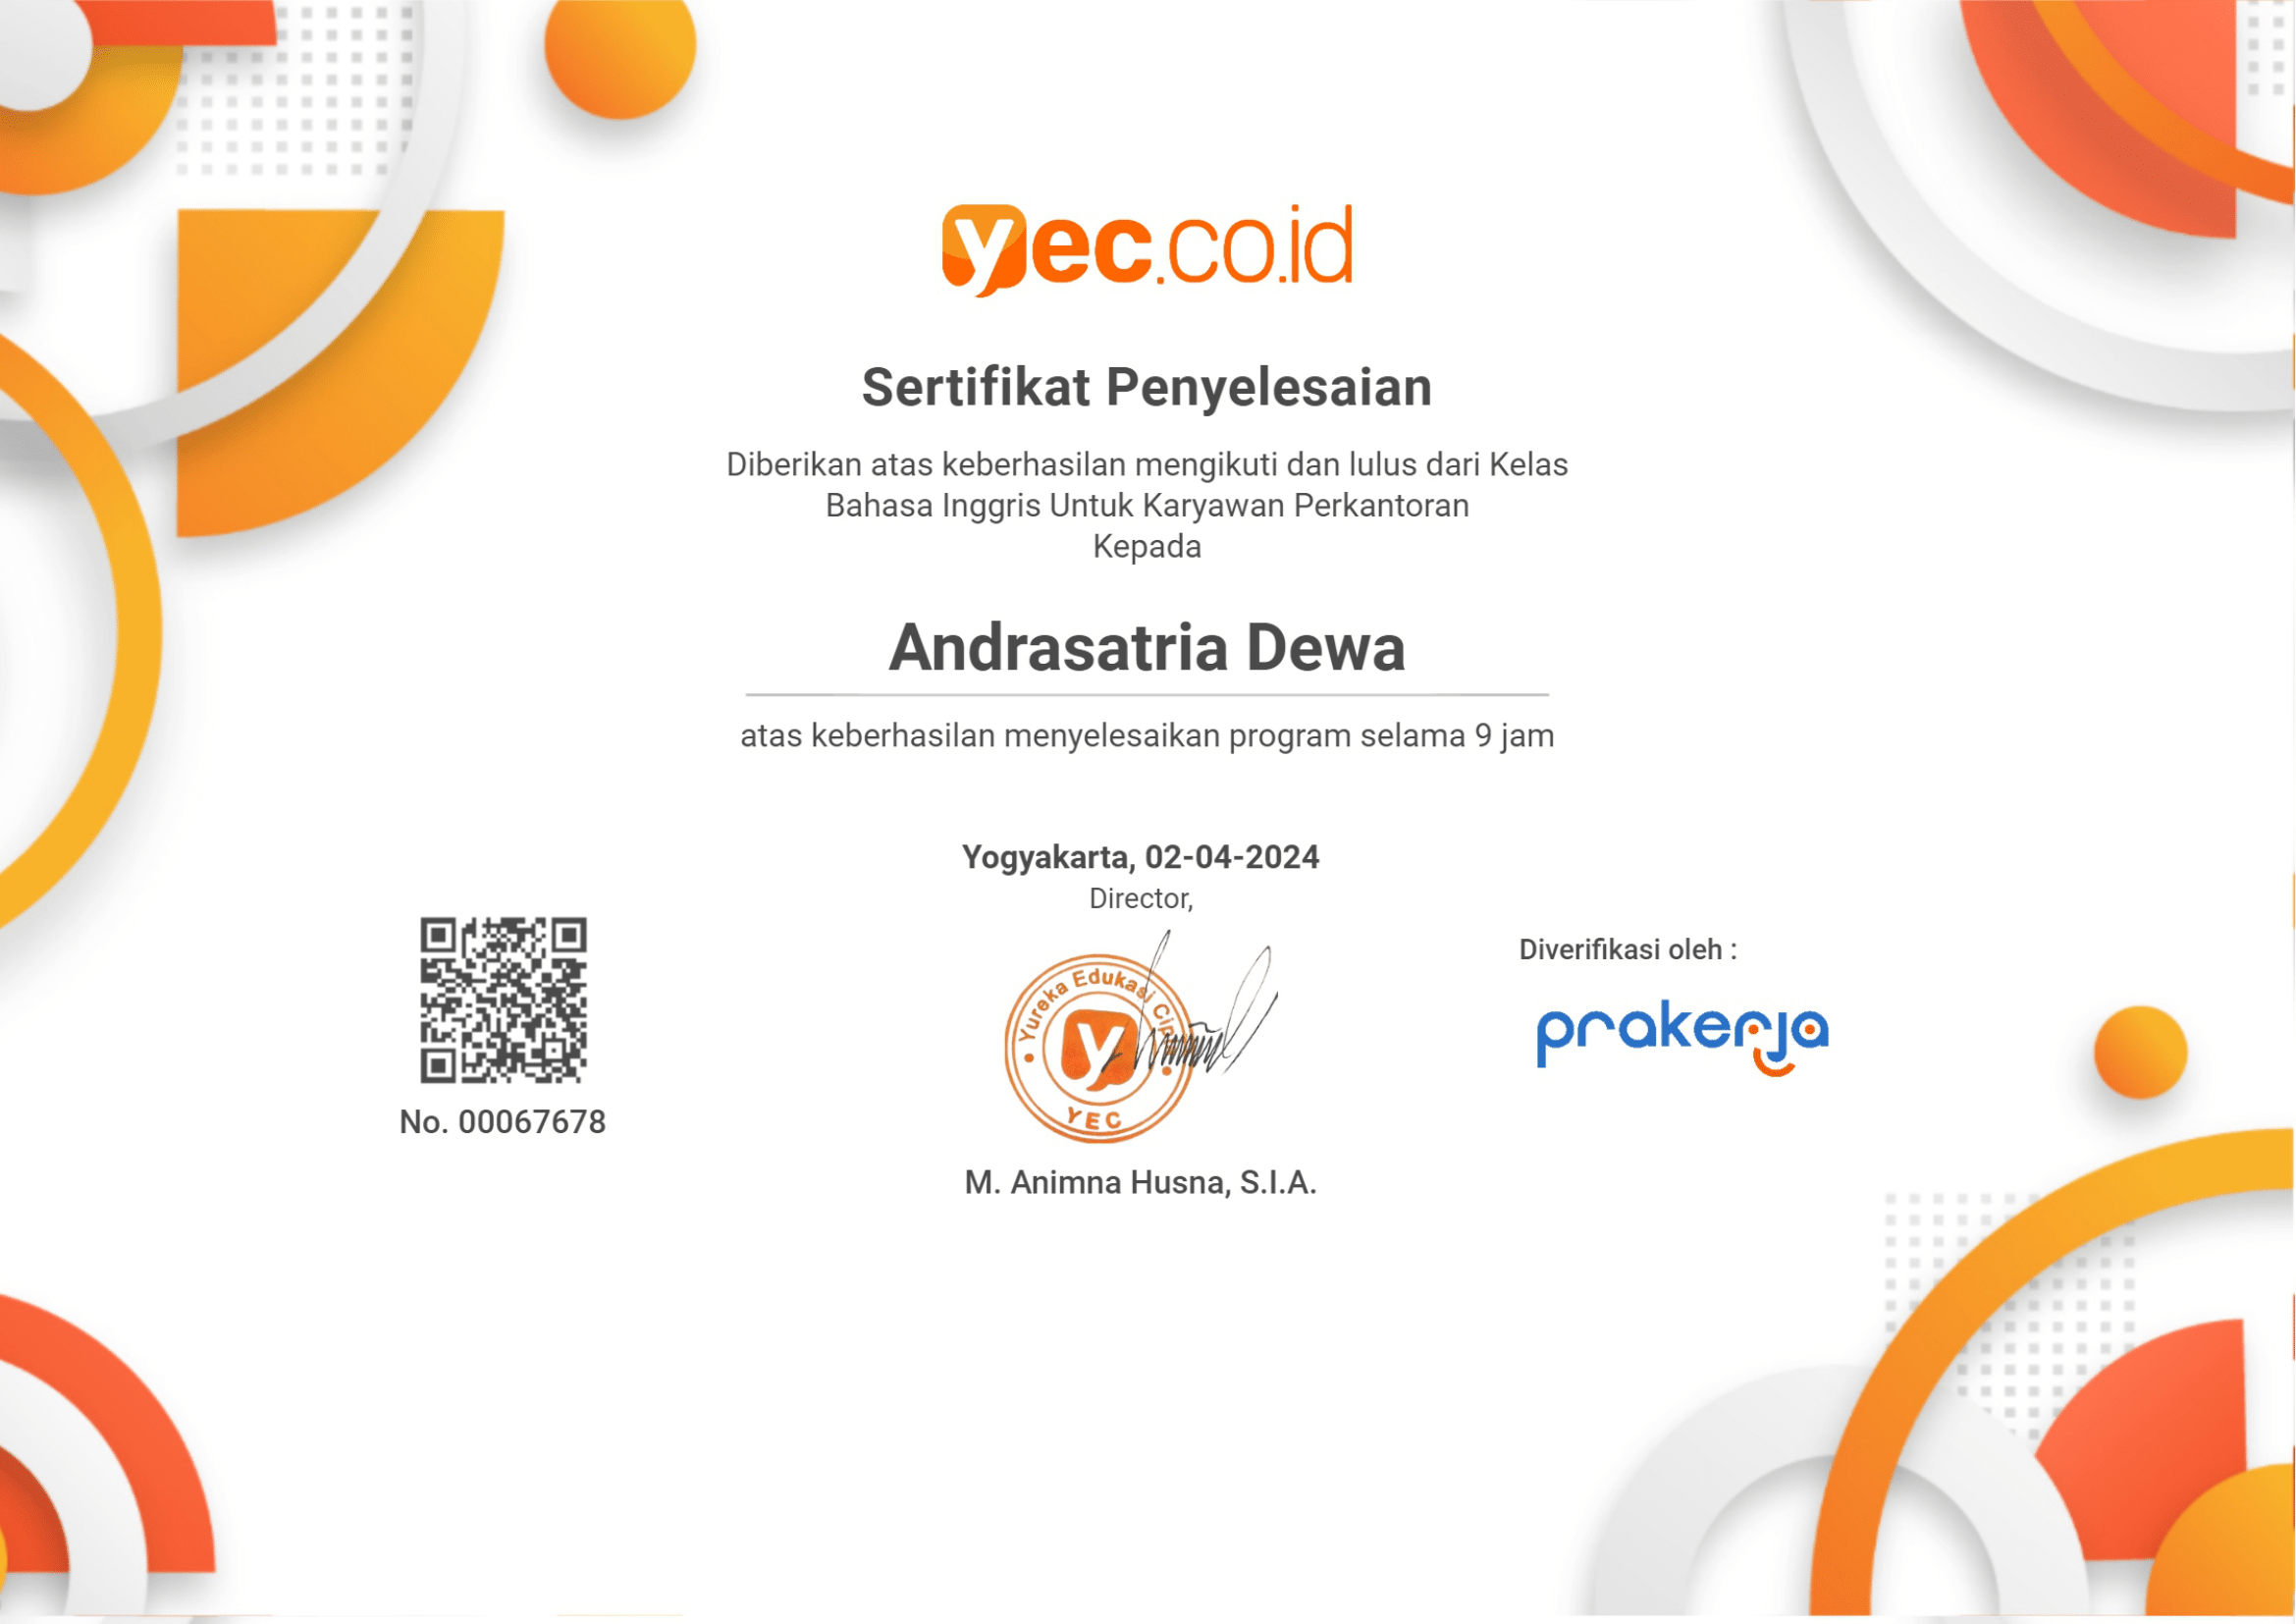 yec.co.id
Sertifikat Penyelesaian
Diberikan atas keberhasilan mengikuti dan lulus dari Kelas
Bahasa Inggris Untuk Karyawan Perkantoran
Kepada
Andrasatria Dewa
atas keberhasilan menyelesaikan program selama 9 jam
Yogyakarta, 02-04-2024
Director,
Yureka Edukasi
YEC
M. Animna Husna, S.I.A.
No. 00067678
Diverifikasi oleh :
prakerja